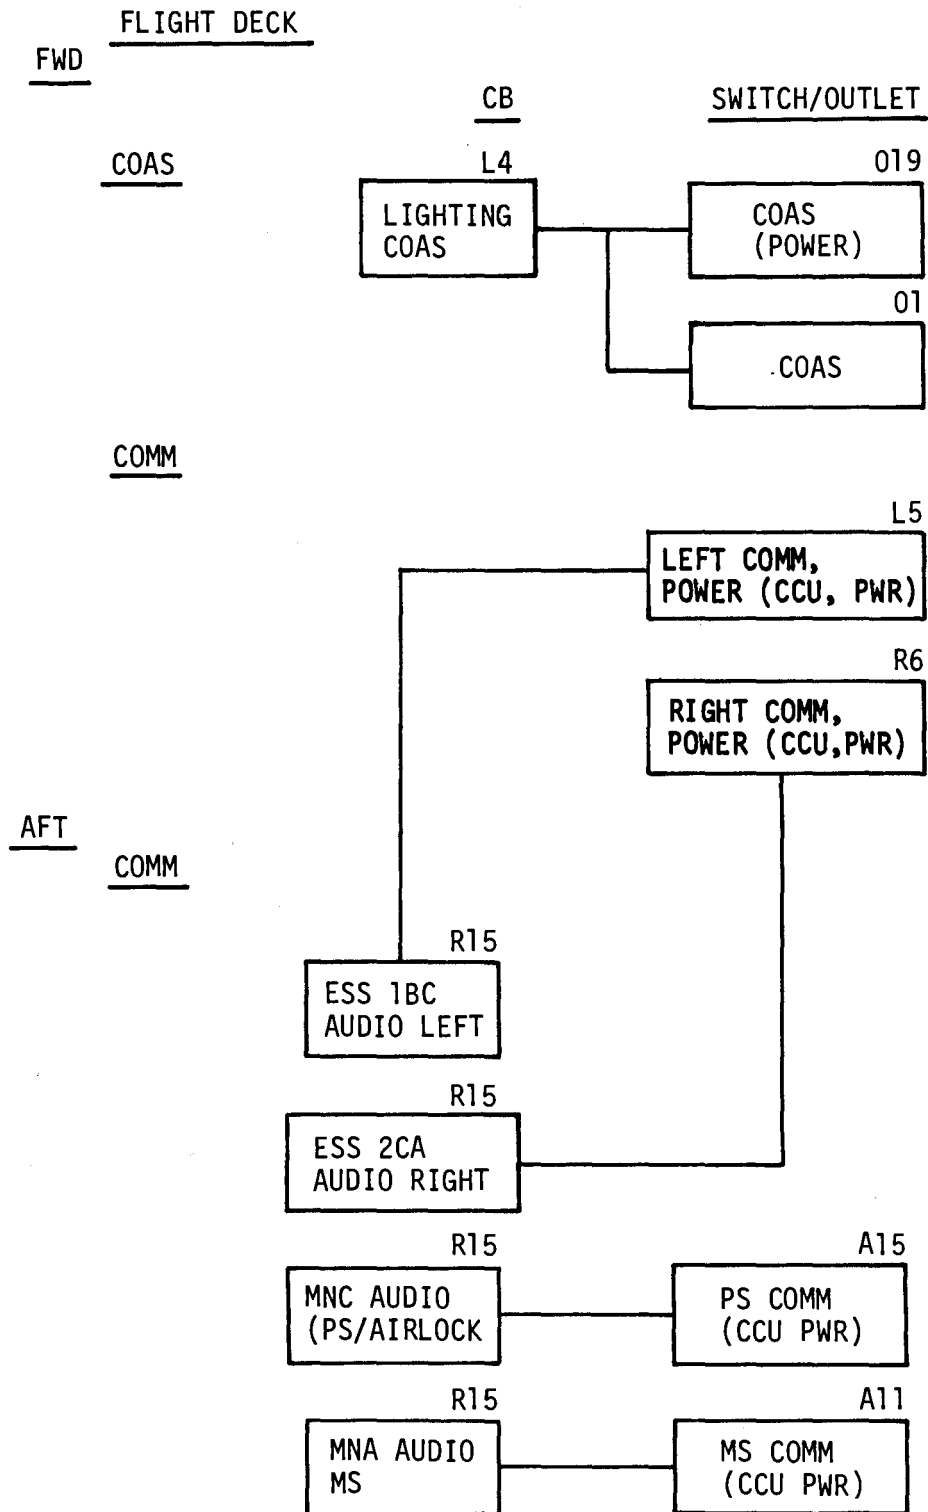 FLIGHT DECK
FWD
CB
SWITCH/OUTLET
COAS
L4
O19
LIGHTING
COAS
COAS
(POWER)
O1
COAS
COMM
L5
LEFT COMM,
POWER (CCU, PWR)
R6
RIGHT COMM,
POWER (CCU,PWR)
AFT
COMM
R15
ESS 1BC
AUDIO LEFT
R15
ESS 2CA
AUDIO RIGHT
R15
A15
MNC AUDIO
(PS/AIRLOCK
PS COMM
(CCU PWR)
R15
A11
MNA AUDIO
MS
MS COMM
(CCU PWR)